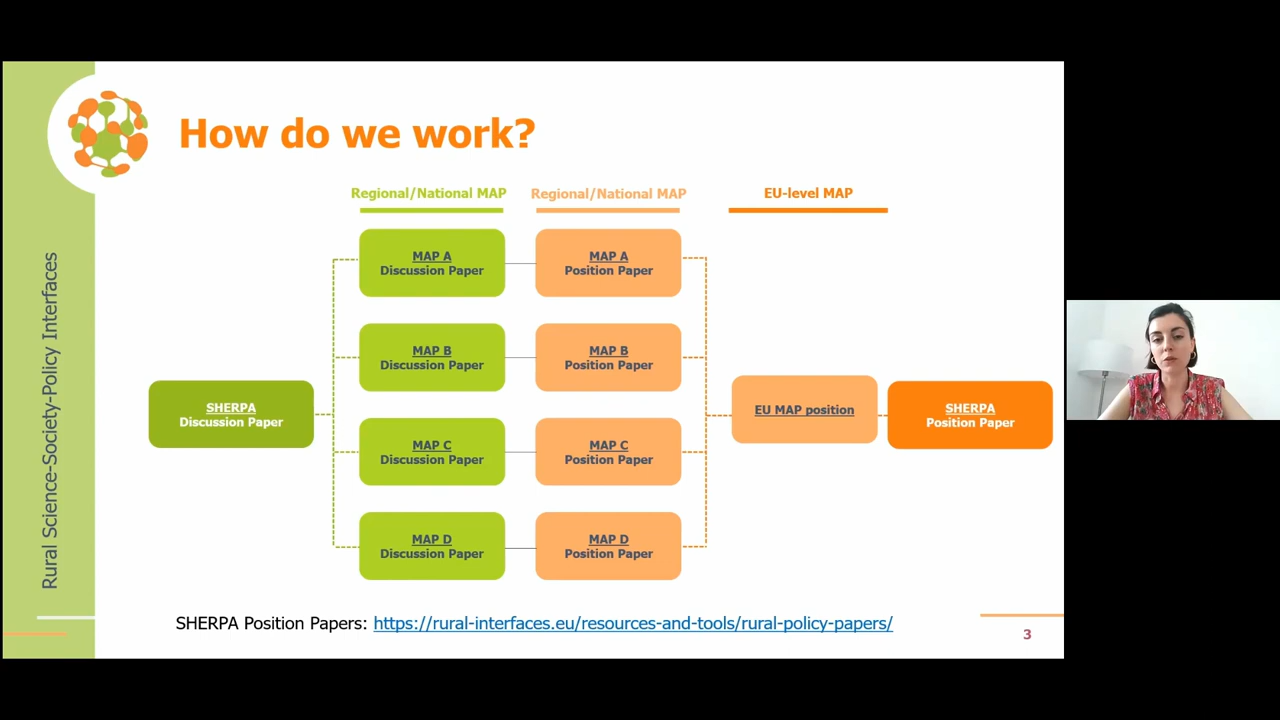 How do we work?
Rural Science-Society-Policy Interfaces
Regional/National MAP
Regional/National MAP
EU-level MAP
SHERPA
Discussion Paper
MAP A
Discussion Paper
MAP A
Position Paper
MAP B
Discussion Paper
MAP B
Position Paper
MAP C
Discussion Paper
MAP C
Position Paper
MAP D
Discussion Paper
MAP D
Position Paper
EU MAP position
SHERPA
Position Paper
SHERPA Position Papers: https://rural-interfaces.eu/resources-and-tools/rural-policy-papers/
3